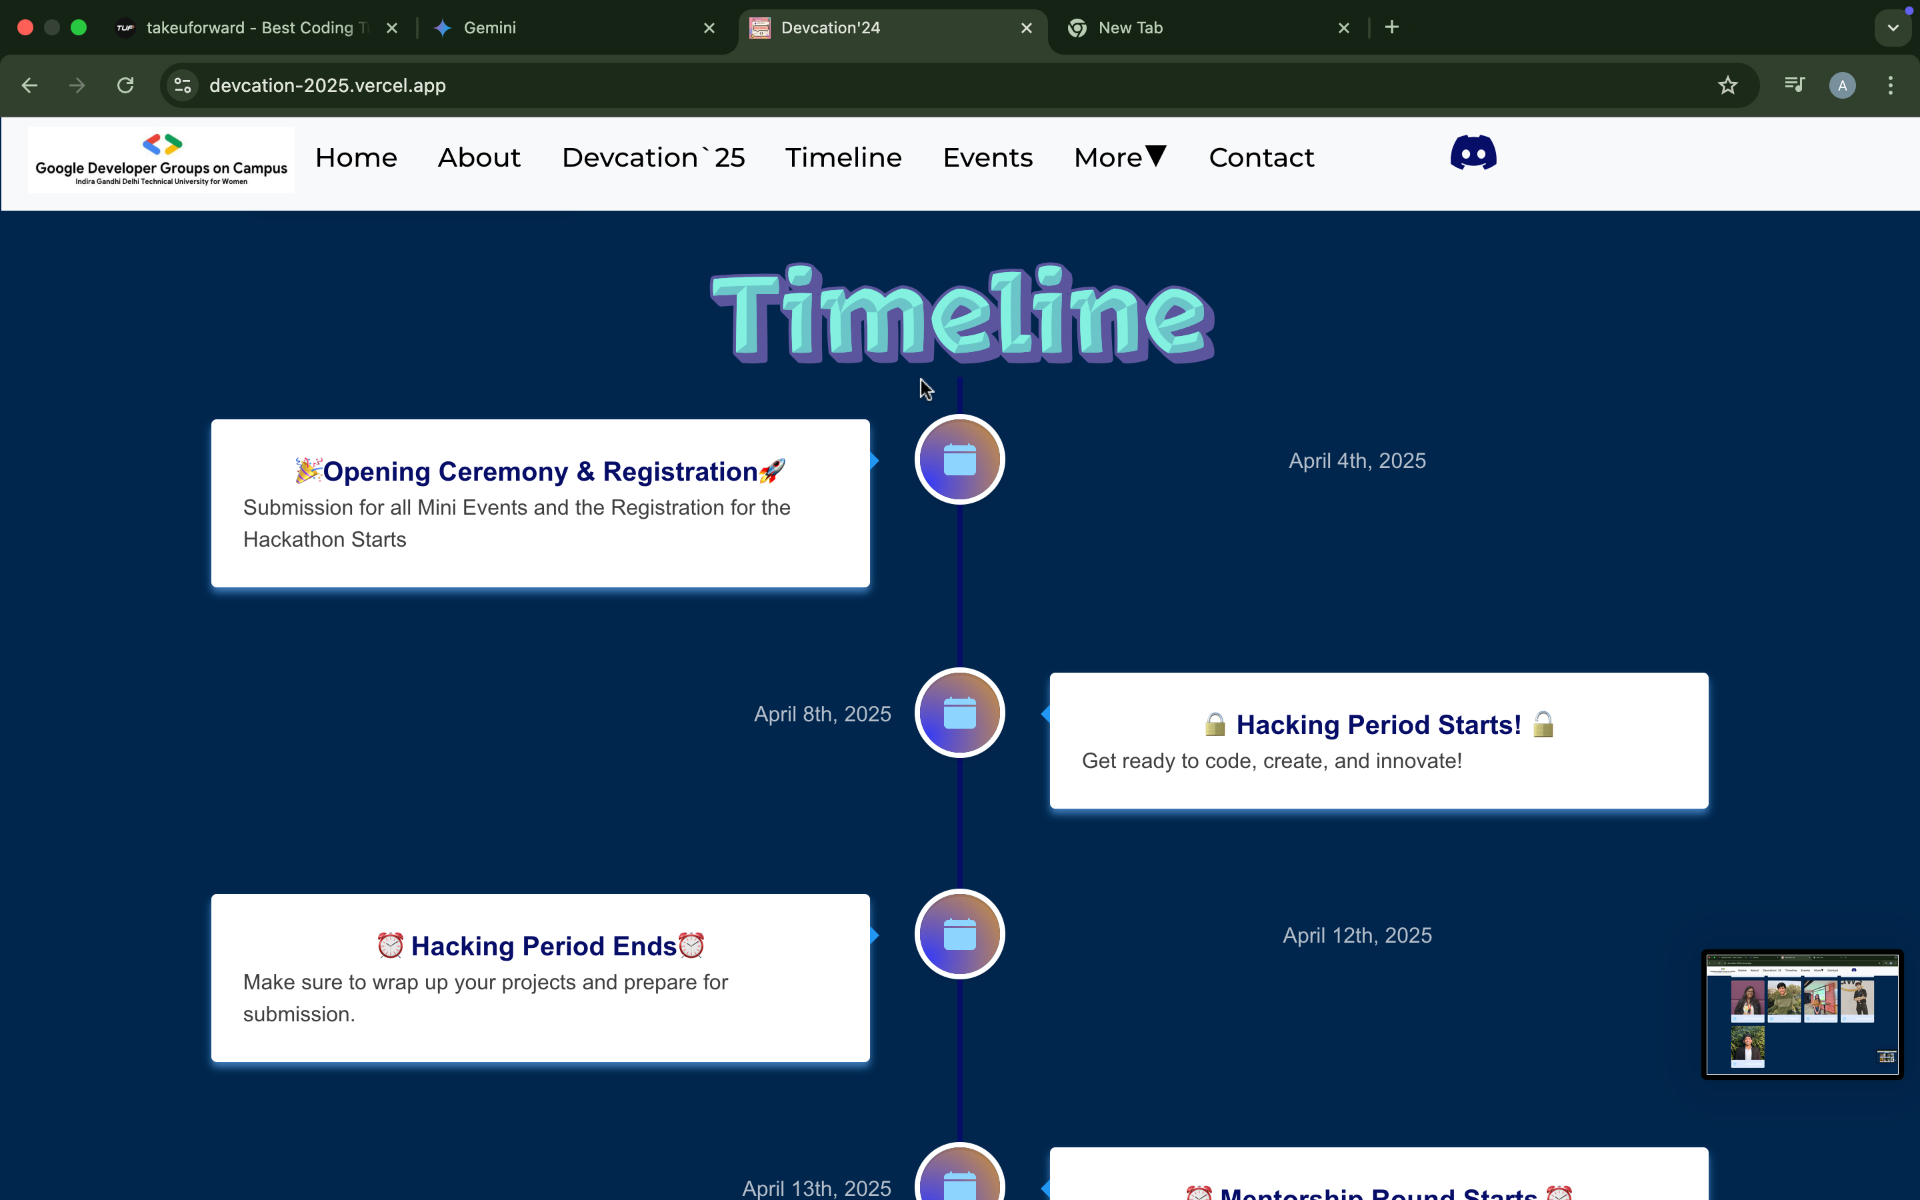 takeuforward - Best Coding T
Gemini
Devcation'24
New Tab
devcation-2025.vercel.app
A
Google Developer Groups on Campus
Indira Gandhi Delhi Technical University for Women
Home
About
Devcation`25
Timeline
Events
More▼
Contact
Timeline
🎉Opening Ceremony & Registration🚀
Submission for all Mini Events and the Registration for the
Hackathon Starts
April 4th, 2025
April 8th, 2025
🔒 Hacking Period Starts! 🔓
Get ready to code, create, and innovate!
⏰ Hacking Period Ends⏰
Make sure to wrap up your projects and prepare for
submission.
April 12th, 2025
April 13th, 2025
⏰ Mentorship Round Starts ⏰